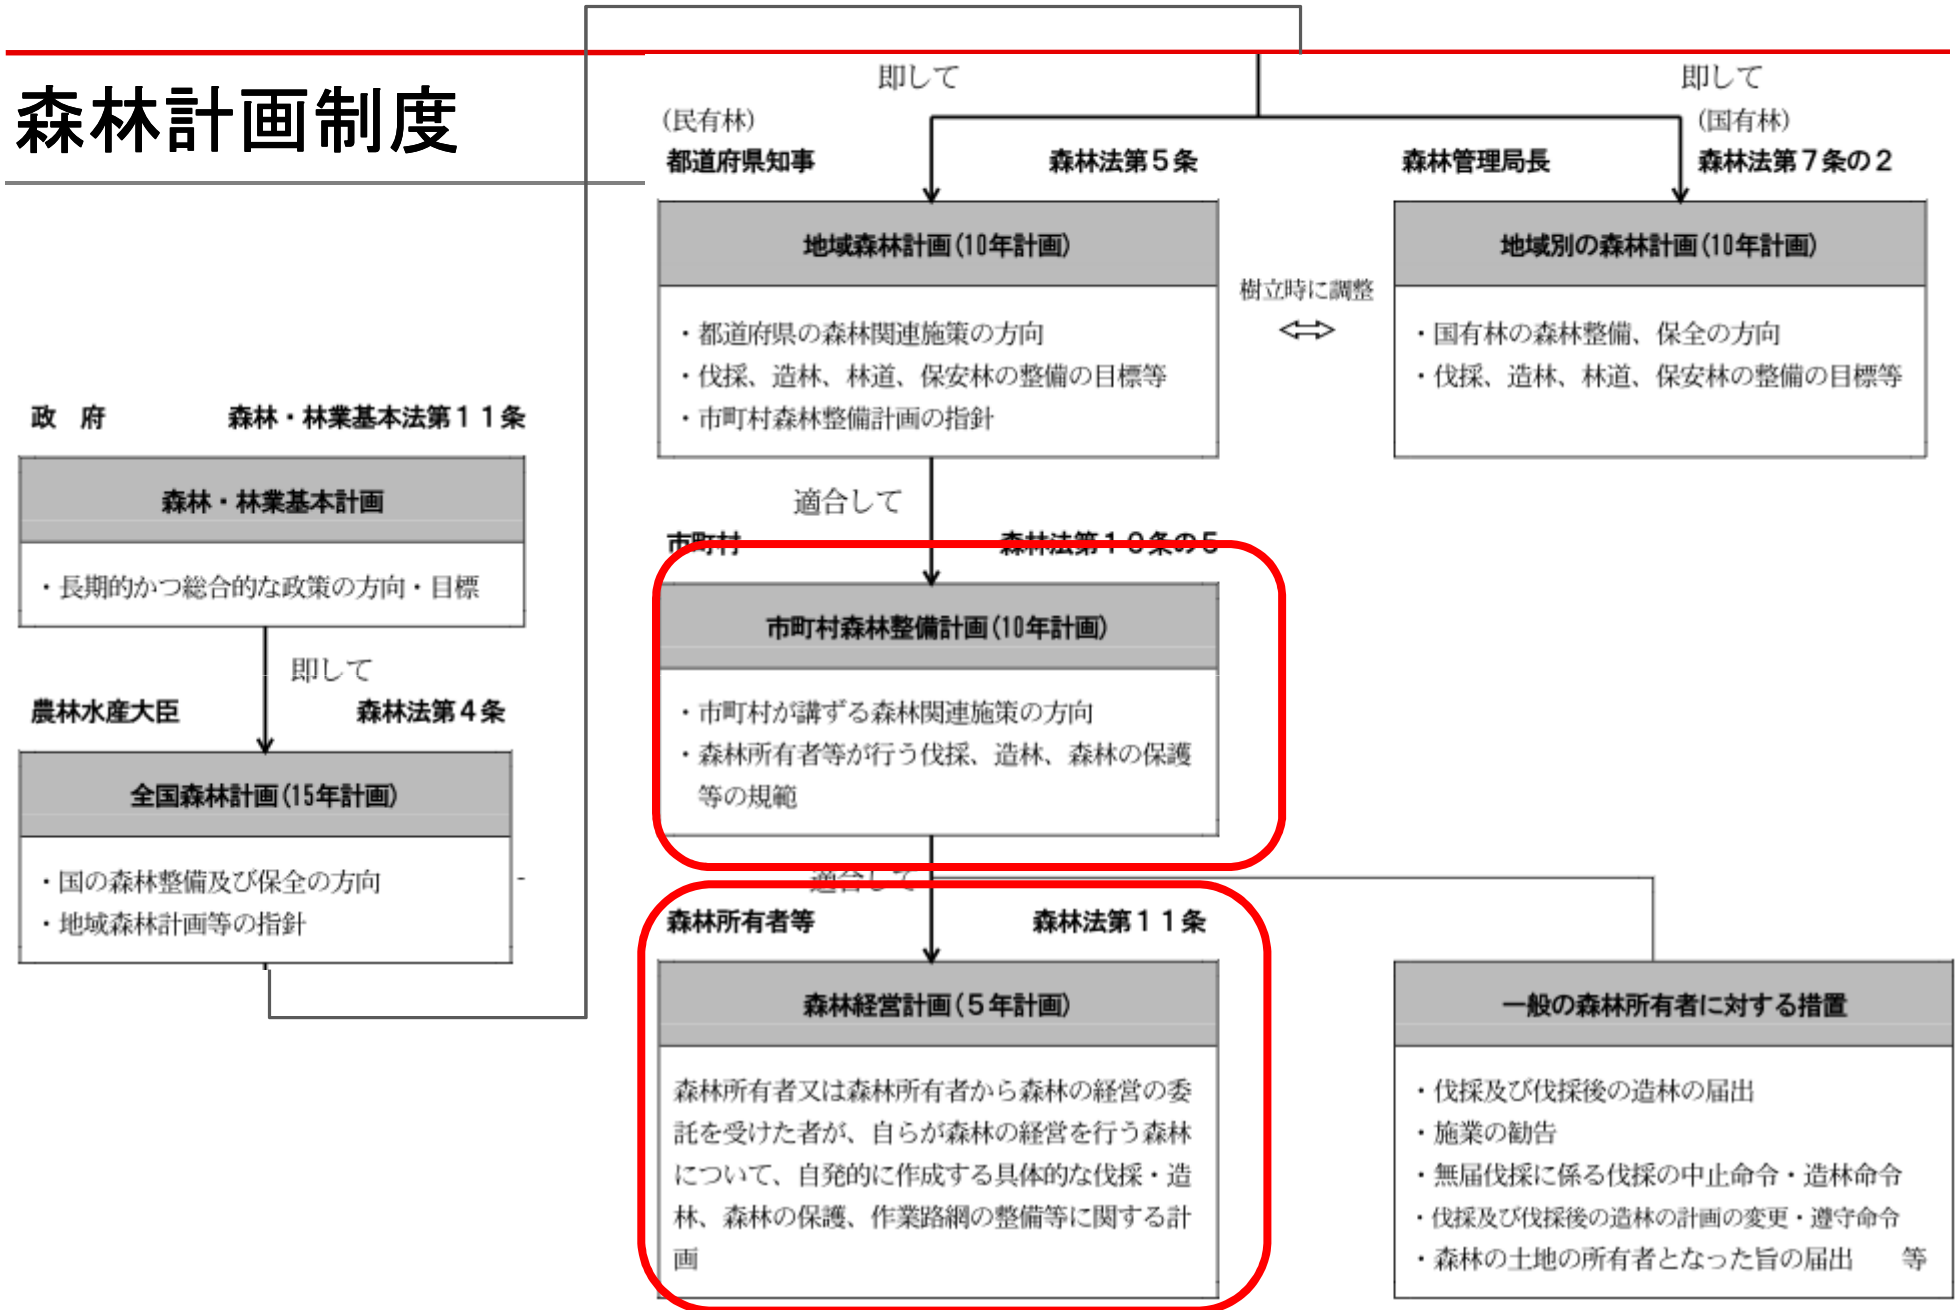 森林計画制度
政　府　森林・林業基本法第１１条
森林・林業基本計画
・長期的かつ総合的な政策の方向・目標
即して
農林水産大臣　森林法第４条
全国森林計画(15年計画)
・国の森林整備及び保全の方向
・地域森林計画等の指針
即して
(民有林)
都道府県知事　森林法第５条
地域森林計画(10年計画)
・都道府県の森林関連施策の方向
・伐採、造林、林道、保安林の整備の目標等
・市町村森林整備計画の指針
樹立時に調整
即して
(国有林)
森林管理局長　森林法第７条の２
地域別の森林計画(10年計画)
・国有林の森林整備、保全の方向
・伐採、造林、林道、保安林の整備の目標等
適合して
市町村　森林法第１０条の５
市町村森林整備計画(10年計画)
・市町村が講ずる森林関連施策の方向
・森林所有者等が行う伐採、造林、森林の保護
等の規範
適合して
森林所有者等　森林法第１１条
森林経営計画(５年計画)
森林所有者又は森林所有者から森林の経営の委
託を受けた者が、自らが森林の経営を行う森林
について、自発的に作成する具体的な伐採・造
林、森林の保護、作業路網の整備等に関する計
画
一般の森林所有者に対する措置
・伐採及び伐採後の造林の届出
・施業の勧告
・無届伐採に係る伐採の中止命令・造林命令
・伐採及び伐採後の造林の計画の変更・遵守命令
・森林の土地の所有者となった旨の届出　等